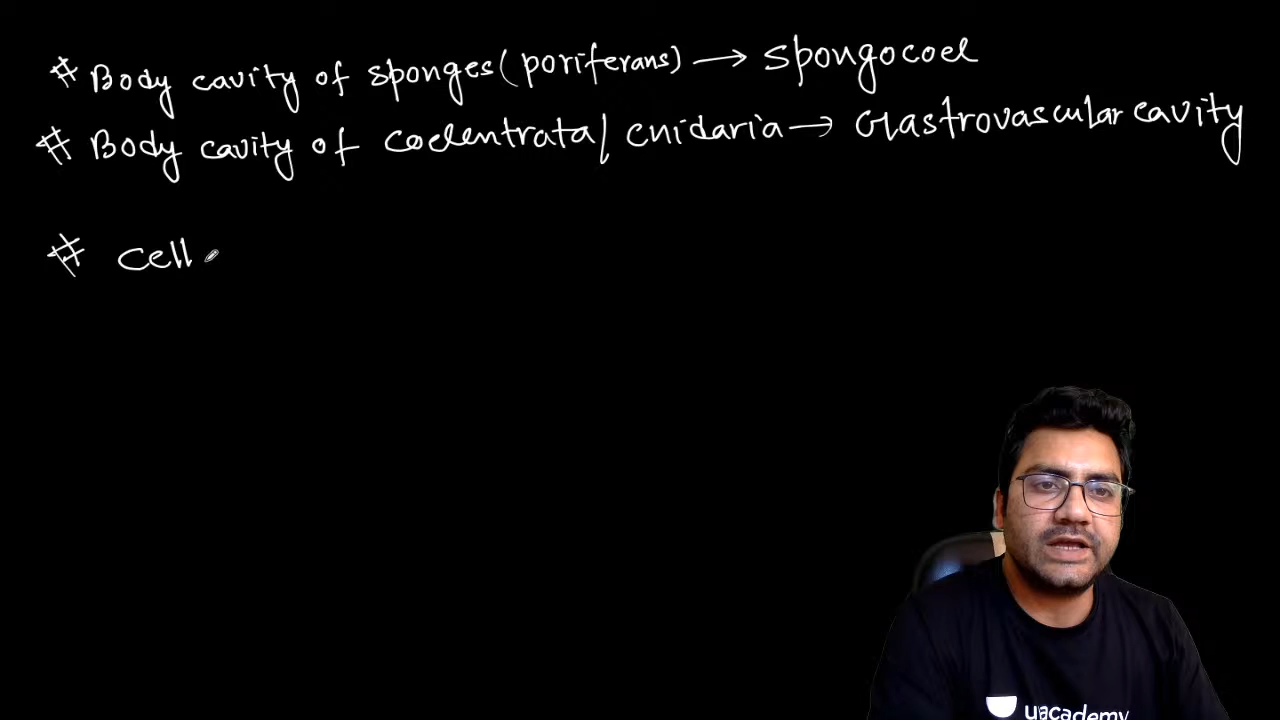 # Body cavity of sponges (poriferans) → spongocoel
# Body cavity of coelentrata/ cnidaria → Gastrovascular cavity
# cell
unacademy